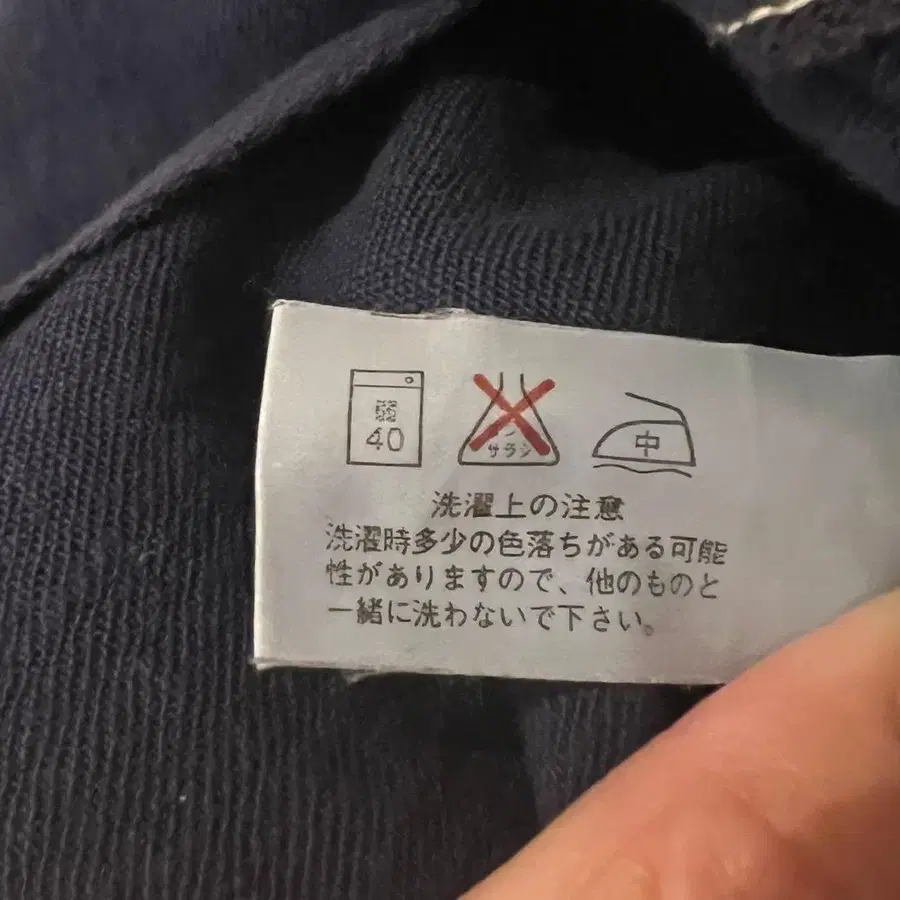 弱
40
サラシ
中
洗濯上の注意
洗濯時多少の色落ちがある可能
性がありますので、他のものと
一緒に洗わないで下さい。